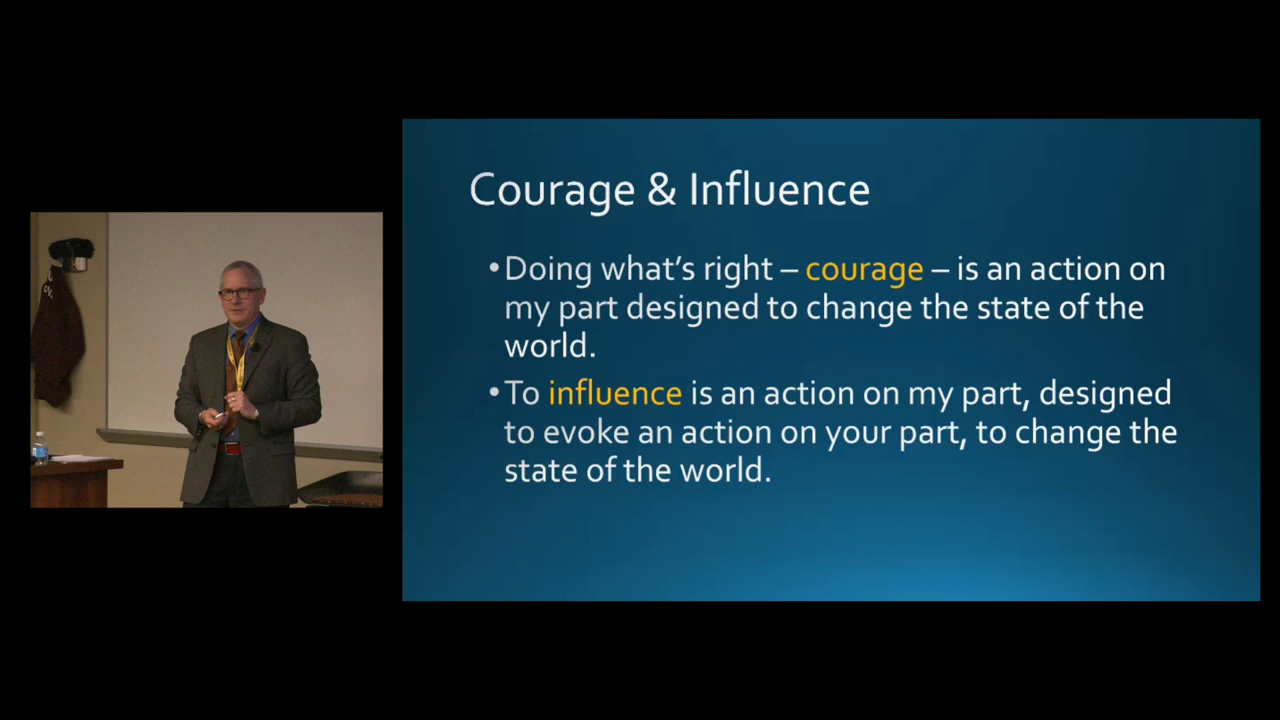 Courage & Influence
•Doing what's right – courage – is an action on
my part designed to change the state of the
world.
•To influence is an action on my part, designed
to evoke an action on your part, to change the
state of the world.